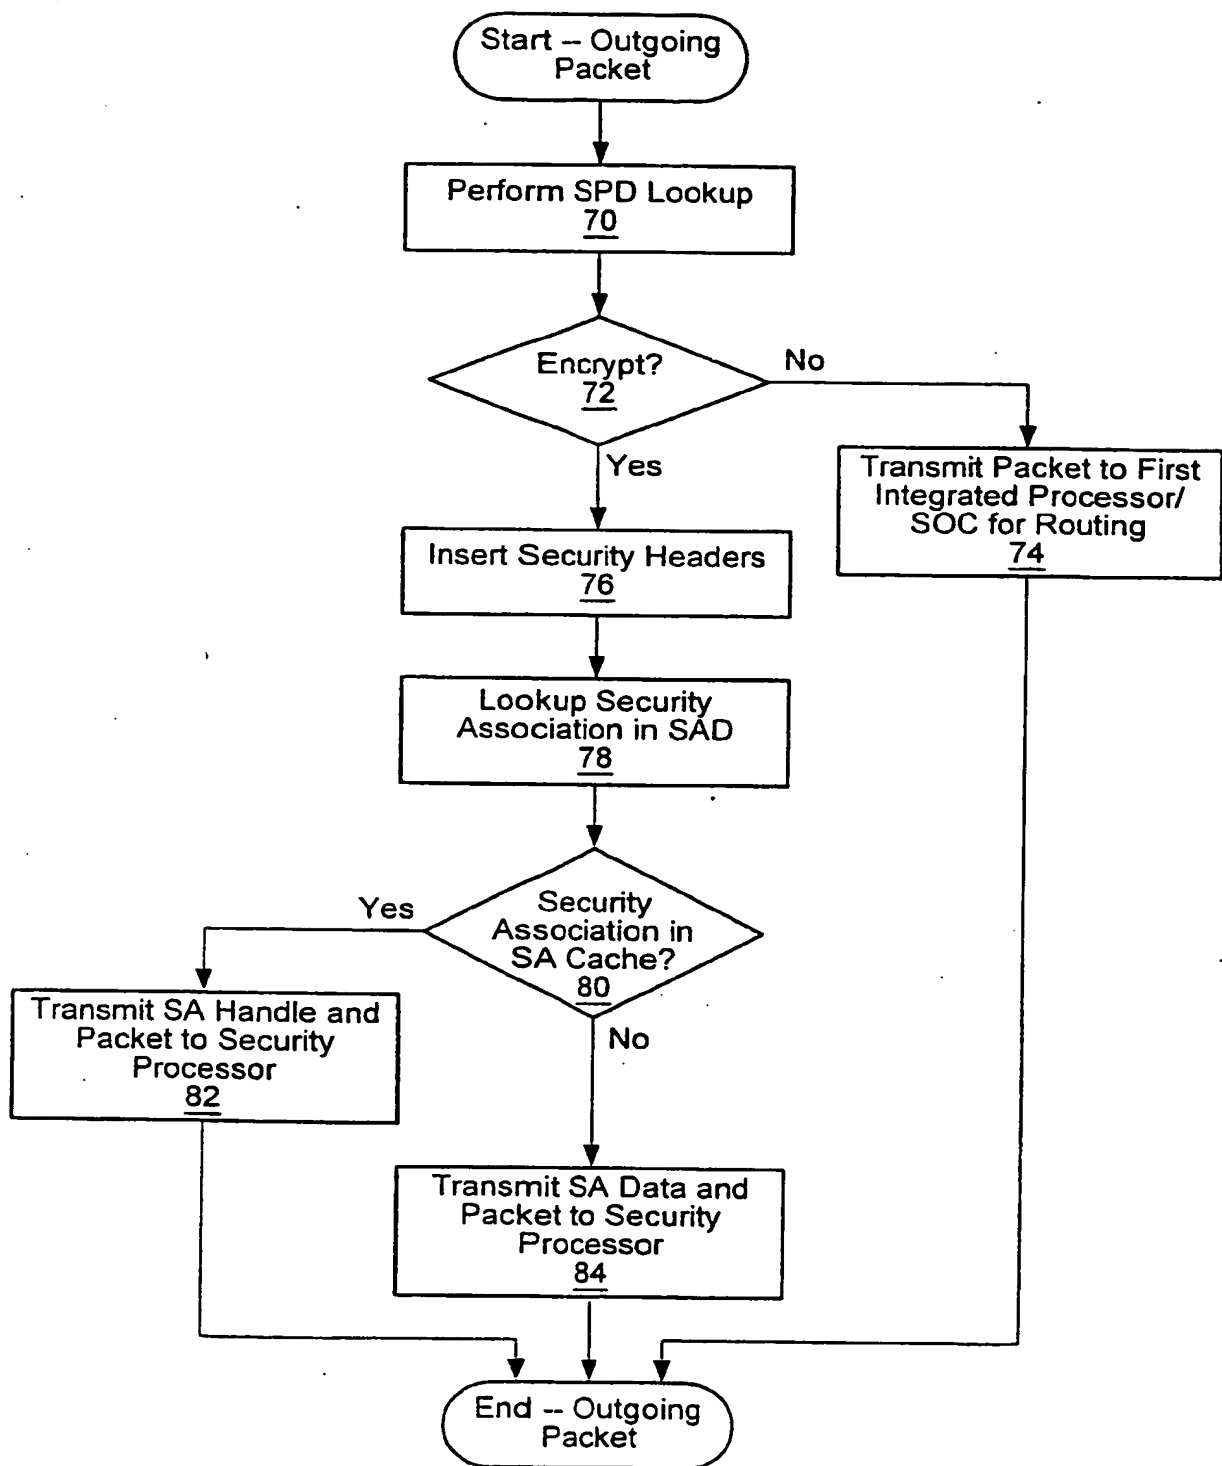 Start -- Outgoing
Packet
Perform SPD Lookup
70
Encrypt?
72
No
Yes
Transmit Packet to First
Integrated Processor/
SOC for Routing
74
Insert Security Headers
76
Lookup Security
Association in SAD
78
Security
Association in
SA Cache?
80
Yes
No
Transmit SA Handle and
Packet to Security
Processor
82
Transmit SA Data and
Packet to Security
Processor
84
End -- Outgoing
Packet